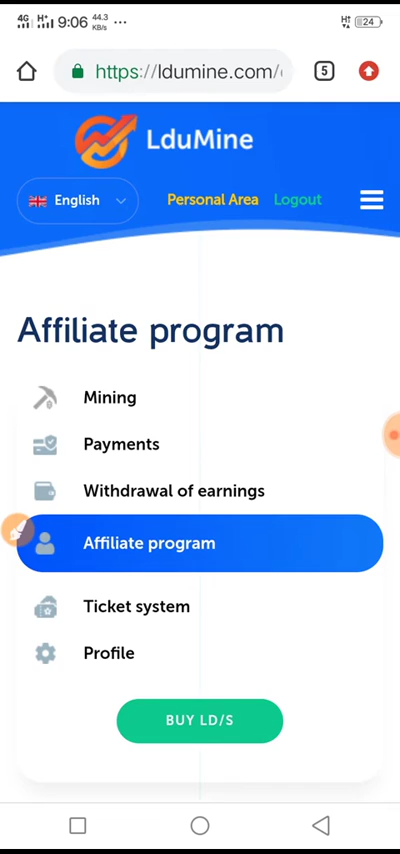 4G H+ 9:06 44.3 KB/s ... 24
https://ldumine.com/ 5
LduMine
English Personal Area Logout
Affiliate program
Mining
Payments
Withdrawal of earnings
Affiliate program
Ticket system
Profile
BUY LD/S